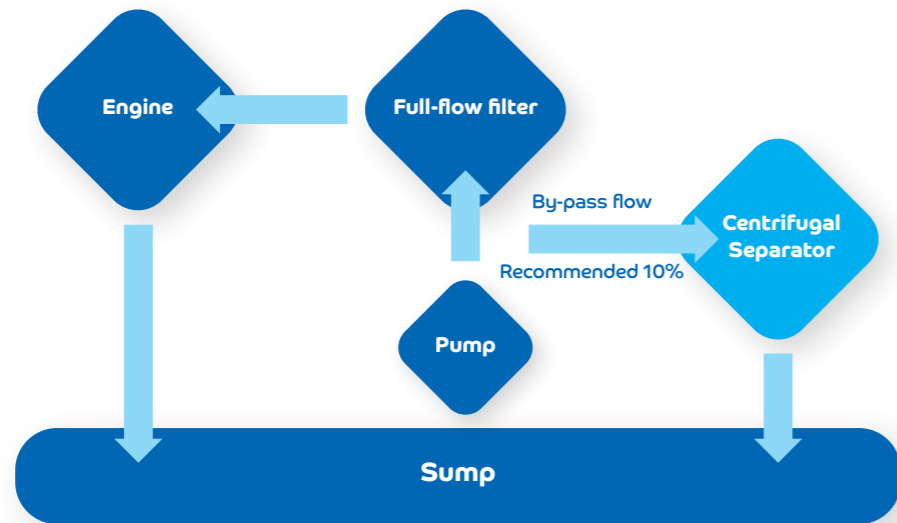 Engine
Full-flow filter
By-pass flow
Centrifugal
Separator
Recommended 10%
Pump
Sump